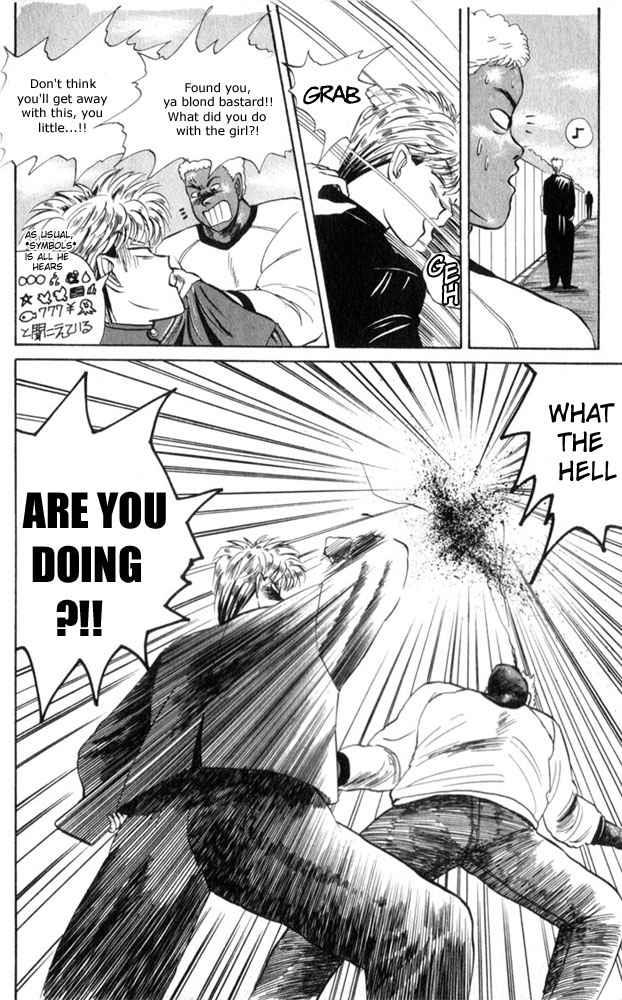 GRAB
GEH
Found you,
ya blond bastard!!
What did you do
with the girl?!
Don't think
you'll get away
with this, you
little...!!
AS USUAL,
*SYMBOLS*
IS ALL HE
HEARS
777¥
と聞こえている
WHAT
THE
HELL
ARE YOU
DOING
?!!